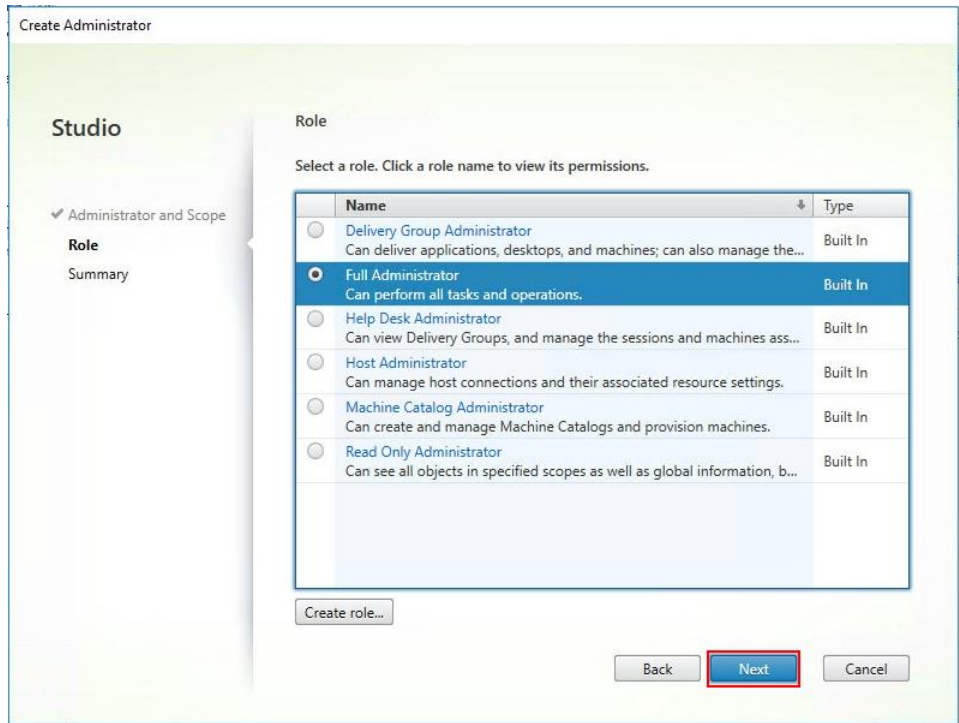 Create Administrator
Studio
Administrator and Scope
Role
Summary
Role
Select a role. Click a role name to view its permissions.
Name Type
Delivery Group Administrator
Can deliver applications, desktops, and machines; can also manage the... Built In
Full Administrator
Can perform all tasks and operations. Built In
Help Desk Administrator
Can view Delivery Groups, and manage the sessions and machines ass... Built In
Host Administrator
Can manage host connections and their associated resource settings. Built In
Machine Catalog Administrator
Can create and manage Machine Catalogs and provision machines. Built In
Read Only Administrator
Can see all objects in specified scopes as well as global information, b... Built In
Create role...
Back Next Cancel